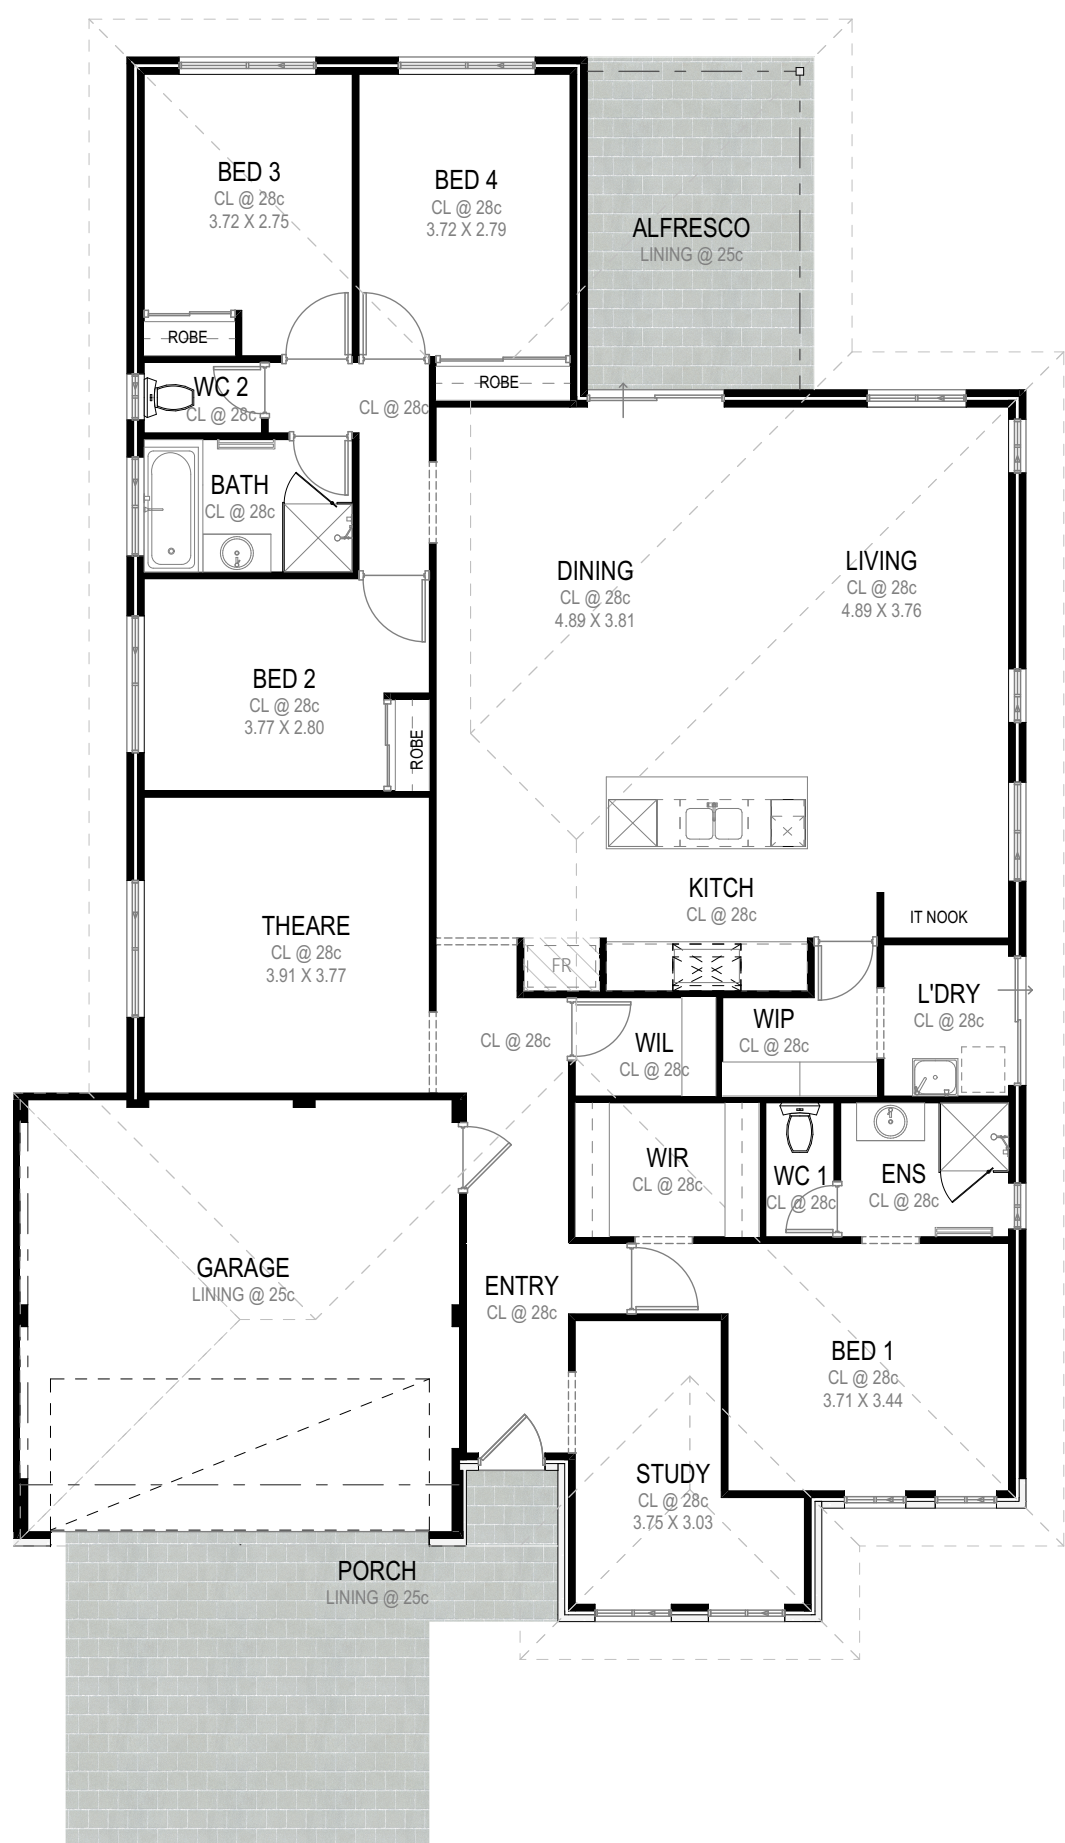 BED 3
CL @ 28c
3.72 X 2.75
BED 4
CL @ 28c
3.72 X 2.79
ALFRESCO
LINING @ 25c
ROBE
ROBE
WC 2
CL @ 28c
CL @ 28c
BATH
CL @ 28c
DINING
CL @ 28c
4.89 X 3.81
LIVING
CL @ 28c
4.89 X 3.76
BED 2
CL @ 28c
3.77 X 2.80
ROBE
KITCH
CL @ 28c
IT NOOK
THEARE
CL @ 28c
3.91 X 3.77
FR
L'DRY
CL @ 28c
WIP
CL @ 28c
WIL
CL @ 28c
CL @ 28c
WIR
CL @ 28c
WC 1
CL @ 28c
ENS
CL @ 28c
GARAGE
LINING @ 25c
ENTRY
CL @ 28c
BED 1
CL @ 28c
3.71 X 3.44
STUDY
CL @ 28c
3.75 X 3.03
PORCH
LINING @ 25c